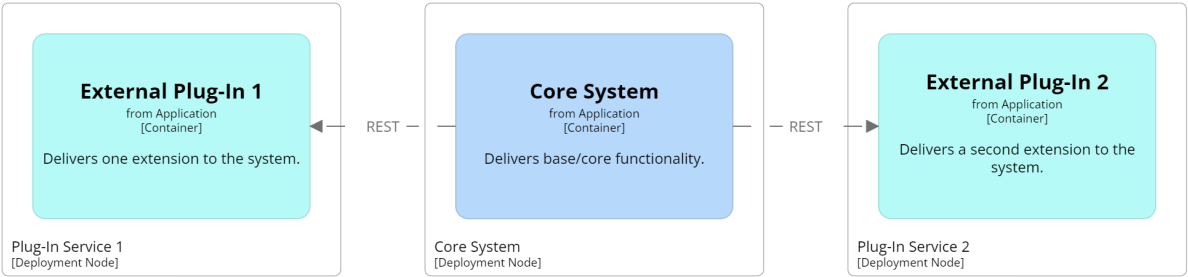 External Plug-In 1
from Application
[Container]
Delivers one extension to the system.
Plug-In Service 1
[Deployment Node]
REST
Core System
from Application
[Container]
Delivers base/core functionality.
Core System
[Deployment Node]
REST
External Plug-In 2
from Application
[Container]
Delivers a second extension to the
system.
Plug-In Service 2
[Deployment Node]